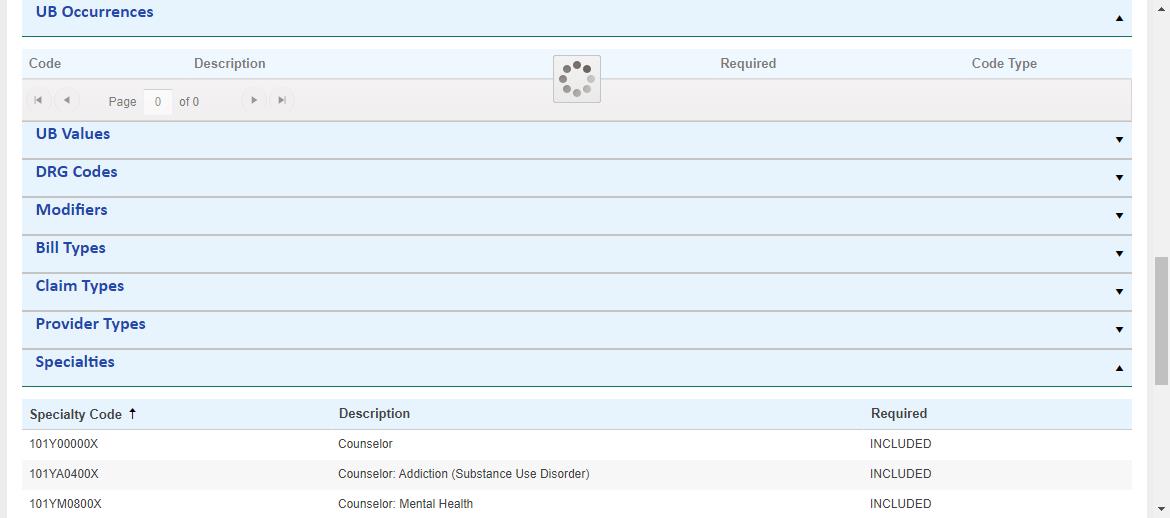 UB Occurrences
Code Description Required Code Type
Page 0 of 0
UB Values
DRG Codes
Modifiers
Bill Types
Claim Types
Provider Types
Specialties
Specialty Code Description Required
101Y00000X Counselor INCLUDED
101YA0400X Counselor: Addiction (Substance Use Disorder) INCLUDED
101YM0800X Counselor: Mental Health INCLUDED